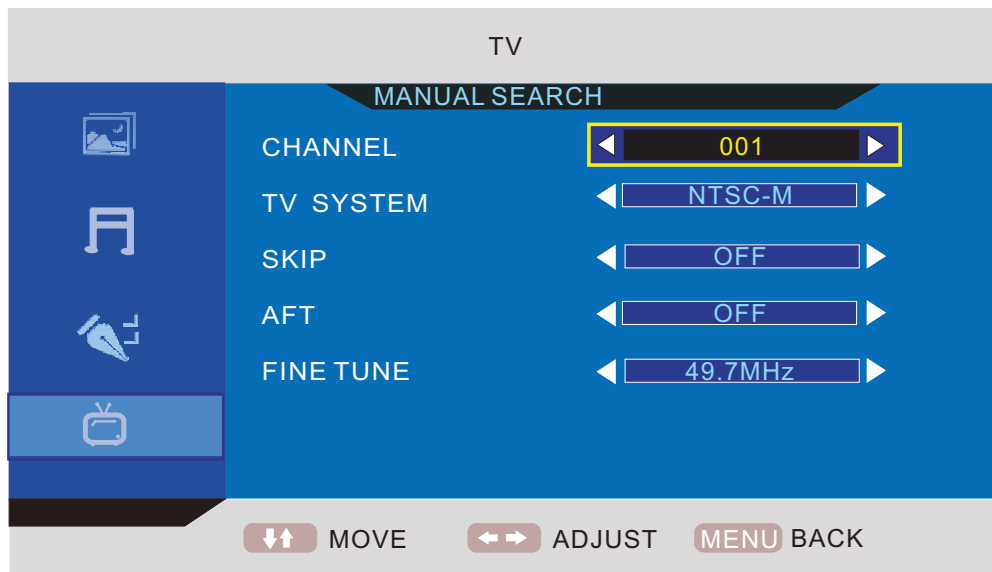 TV
MANUAL SEARCH
CHANNEL 001
TV SYSTEM NTSC-M
SKIP OFF
AFT OFF
FINE TUNE 49.7MHz
MOVE ADJUST MENU BACK